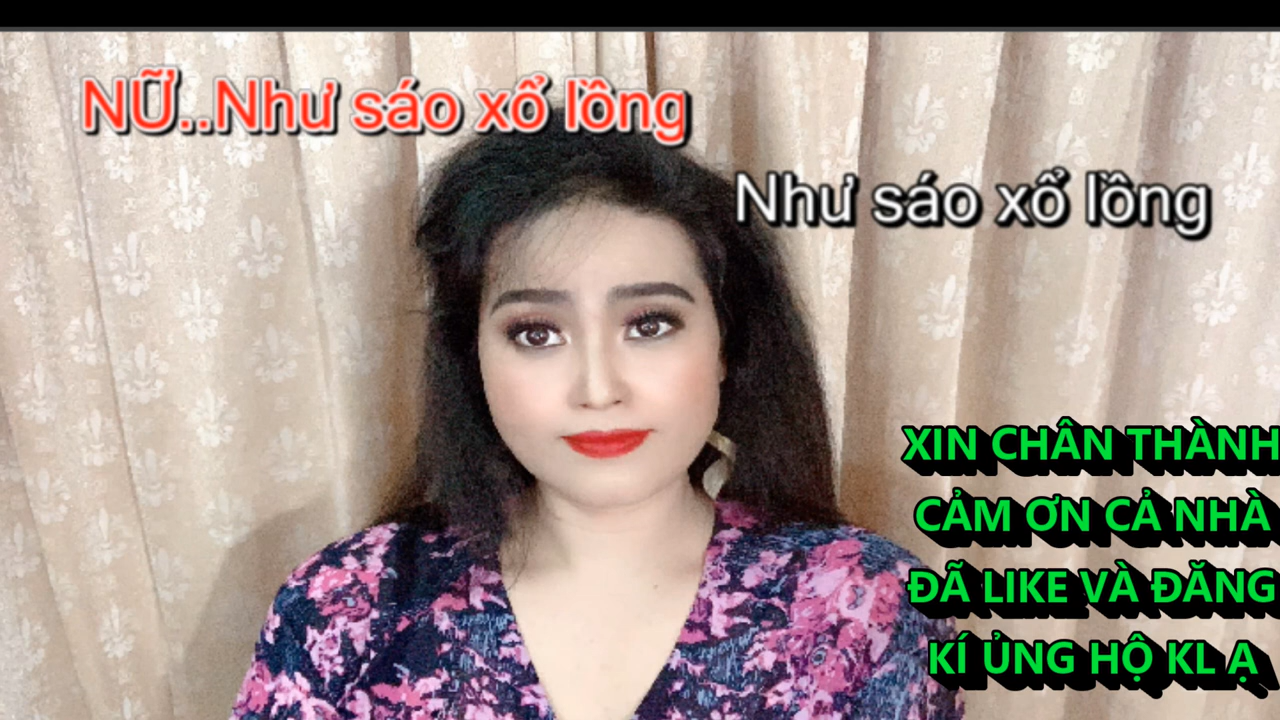 NỮ..Như sáo xổ lồng
Như sáo xổ lồng
XIN CHÂN THÀNH
CẢM ƠN CẢ NHÀ
ĐÃ LIKE VÀ ĐĂNG
KÍ ỦNG HỘ KL Ạ